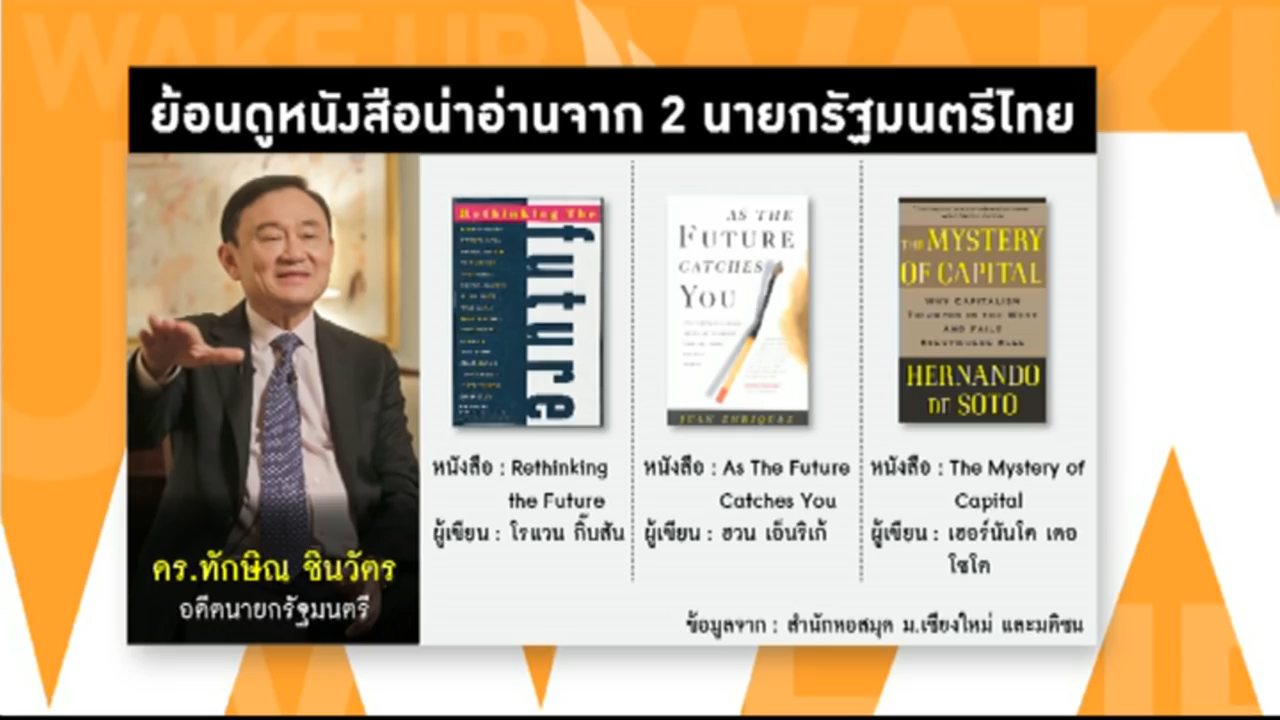 WAKE UP
ย้อนดูหนังสือน่าอ่านจาก 2 นายกรัฐมนตรีไทย
Rethinking The
future
AS THE
FUTURE
CATCHES
YOU
JUAN ENRIQUEZ
THE MYSTERY
OF CAPITAL
WHY CAPITALISM
TRIUMPHS IN THE WEST
AND FAILS
EVERYWHERE ELSE
HERNANDO
DE SOTO
หนังสือ : Rethinking
the Future
ผู้เขียน : โรแวน กิ๊บสัน
หนังสือ : As The Future
Catches You
ผู้เขียน : ฮวน เอ็นริเก้
หนังสือ : The Mystery of
Capital
ผู้เขียน : เฮอร์นันโด เดอ
โซโต
ดร.ทักษิณ ชินวัตร
อดีตนายกรัฐมนตรี
ข้อมูลจาก : สำนักหอสมุด ม.เชียงใหม่ และมติชน